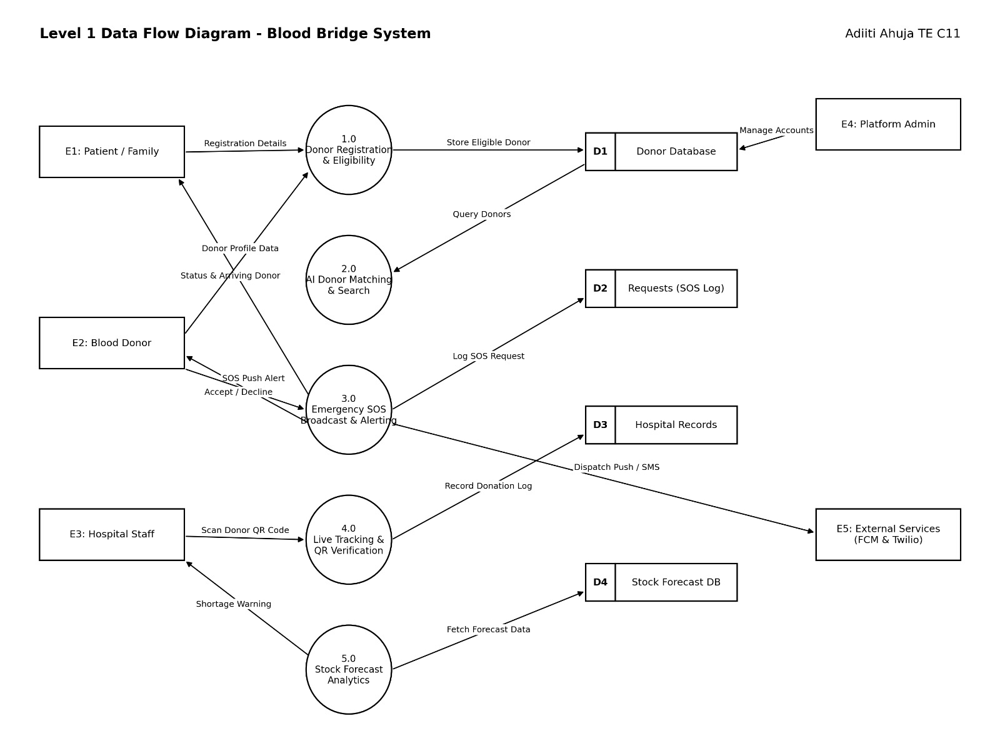 Level 1 Data Flow Diagram - Blood Bridge System
Adiiti Ahuja TE C11
E1: Patient / Family
Registration Details
1.0
Donor Registration
& Eligibility
Store Eligible Donor
D1
Donor Database
Manage Accounts
E4: Platform Admin
Query Donors
Donor Profile Data
Status & Arriving Donor
2.0
AI Donor Matching
& Search
D2
Requests (SOS Log)
E2: Blood Donor
SOS Push Alert
Accept / Decline
Log SOS Request
3.0
Emergency SOS
Broadcast & Alerting
D3
Hospital Records
Dispatch Push / SMS
Record Donation Log
E3: Hospital Staff
Scan Donor QR Code
4.0
Live Tracking &
QR Verification
E5: External Services
(FCM & Twilio)
D4
Stock Forecast DB
Shortage Warning
Fetch Forecast Data
5.0
Stock Forecast
Analytics